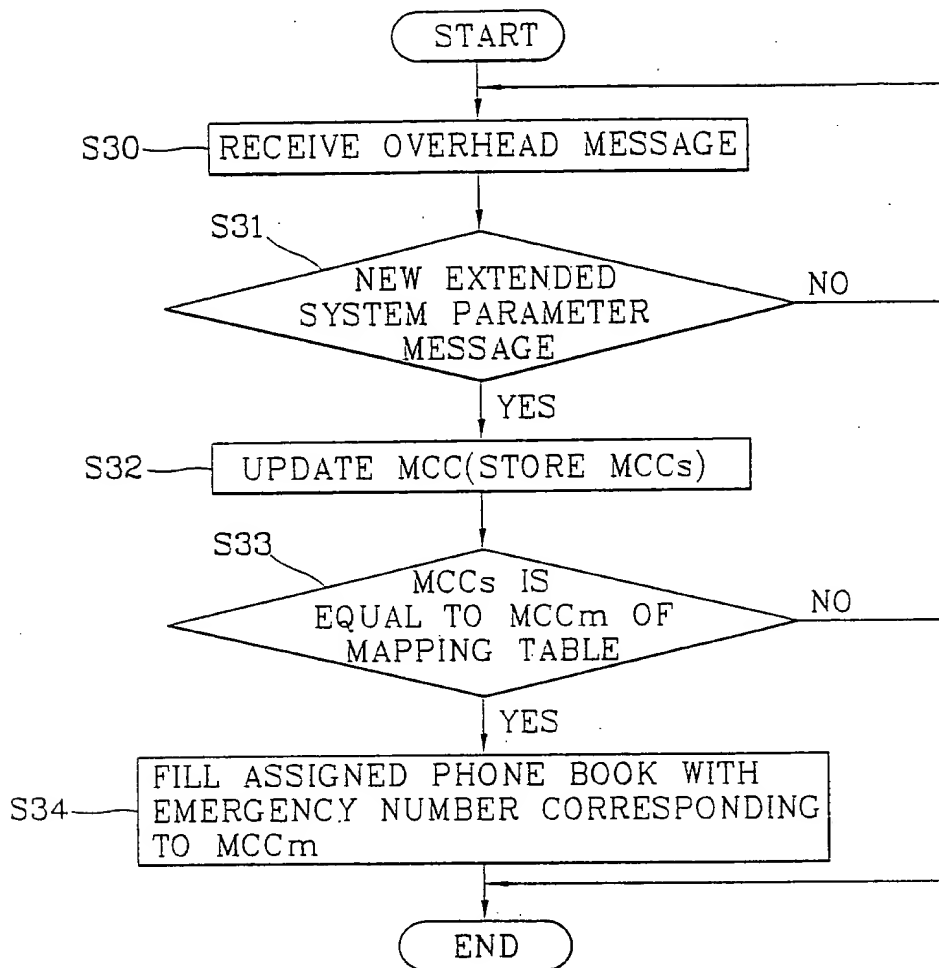 START
S30
RECEIVE OVERHEAD MESSAGE
S31
NEW EXTENDED
SYSTEM PARAMETER
MESSAGE
NO
YES
S32
UPDATE MCC(STORE MCCs)
S33
MCCs IS
EQUAL TO MCCm OF
MAPPING TABLE
NO
YES
S34
FILL ASSIGNED PHONE BOOK WITH
EMERGENCY NUMBER CORRESPONDING
TO MCCm
END